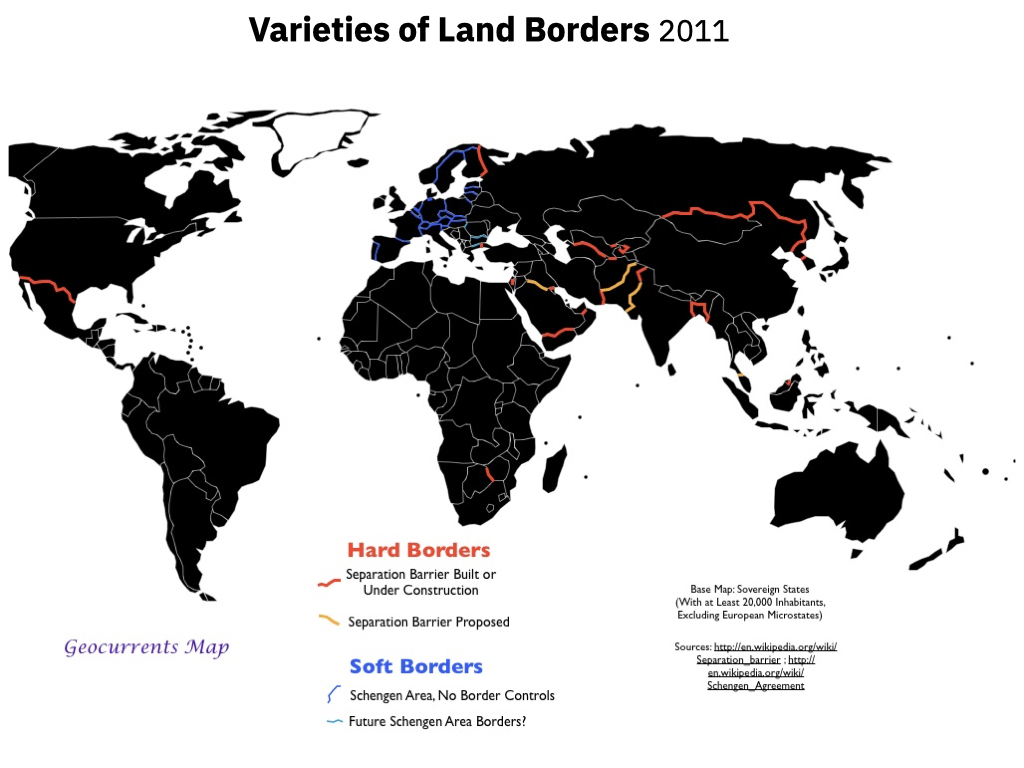 Varieties of Land Borders 2011
Hard Borders
Separation Barrier Built or
Under Construction
Separation Barrier Proposed
Soft Borders
Schengen Area, No Border Controls
Future Schengen Area Borders?
Geocurrents Map
Base Map: Sovereign States
(With at Least 20,000 Inhabitants,
Excluding European Microstates)
Sources: http://en.wikipedia.org/wiki/
Separation_barrier ; http://
en.wikipedia.org/wiki/
Schengen_Agreement